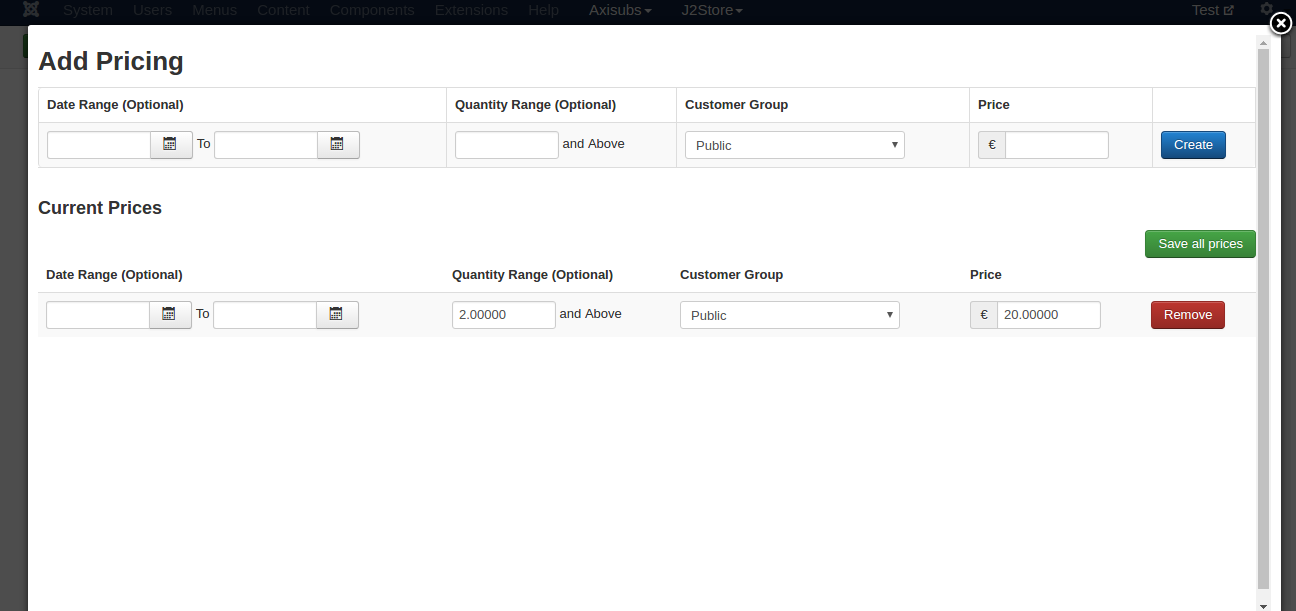 System Users Menus Content Components Extensions Help Axisubs J2Store Test
Add Pricing
Date Range (Optional) Quantity Range (Optional) Customer Group Price
To and Above Public € Create
Current Prices
Save all prices
Date Range (Optional) Quantity Range (Optional) Customer Group Price
To 2.00000 and Above Public € 20.00000 Remove